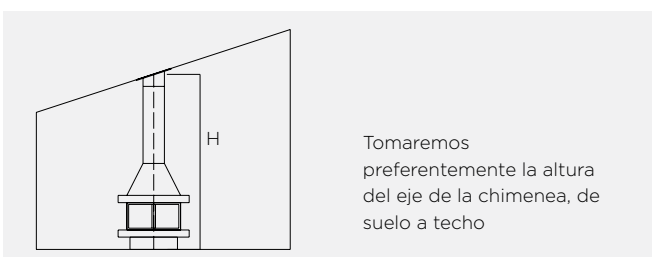 H
Tomaremos
preferentemente la altura
del eje de la chimenea, de
suelo a techo